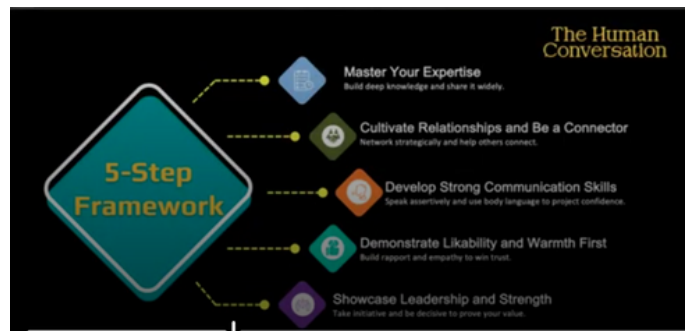 The Human
Conversation
5-Step
Framework
Master Your Expertise
Build deep knowledge and share it widely.
Cultivate Relationships and Be a Connector
Network strategically and help others connect.
Develop Strong Communication Skills
Speak assertively and use body language to project confidence.
Demonstrate Likability and Warmth First
Build rapport and empathy to win trust.
Showcase Leadership and Strength
Take initiative and be decisive to prove your value.